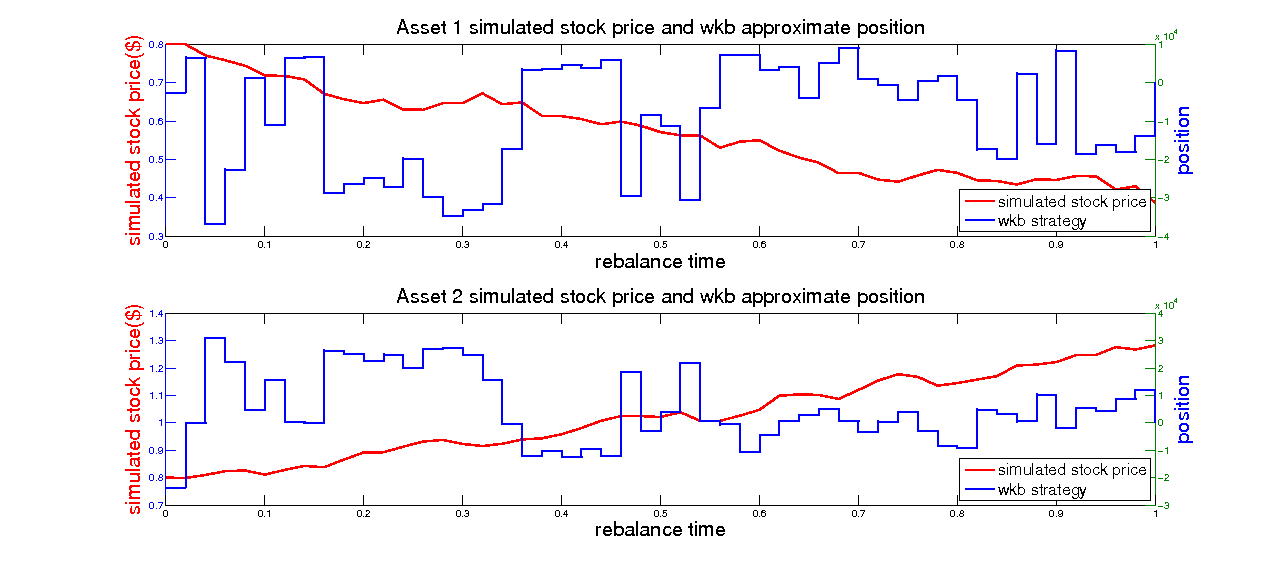 Asset 1 simulated stock price and wkb approximate position
x 10^4
simulated stock price($)
0.8
0.7
0.6
0.5
0.4
0.3
1
0
-1
-2
-3
-4
position
simulated stock price
wkb strategy
0 0.1 0.2 0.3 0.4 0.5 0.6 0.7 0.8 0.9 1
rebalance time
Asset 2 simulated stock price and wkb approximate position
x 10^4
simulated stock price($)
1.4
1.3
1.2
1.1
1
0.9
0.8
0.7
4
3
2
1
0
-1
-2
-3
position
simulated stock price
wkb strategy
0 0.1 0.2 0.3 0.4 0.5 0.6 0.7 0.8 0.9 1
rebalance time